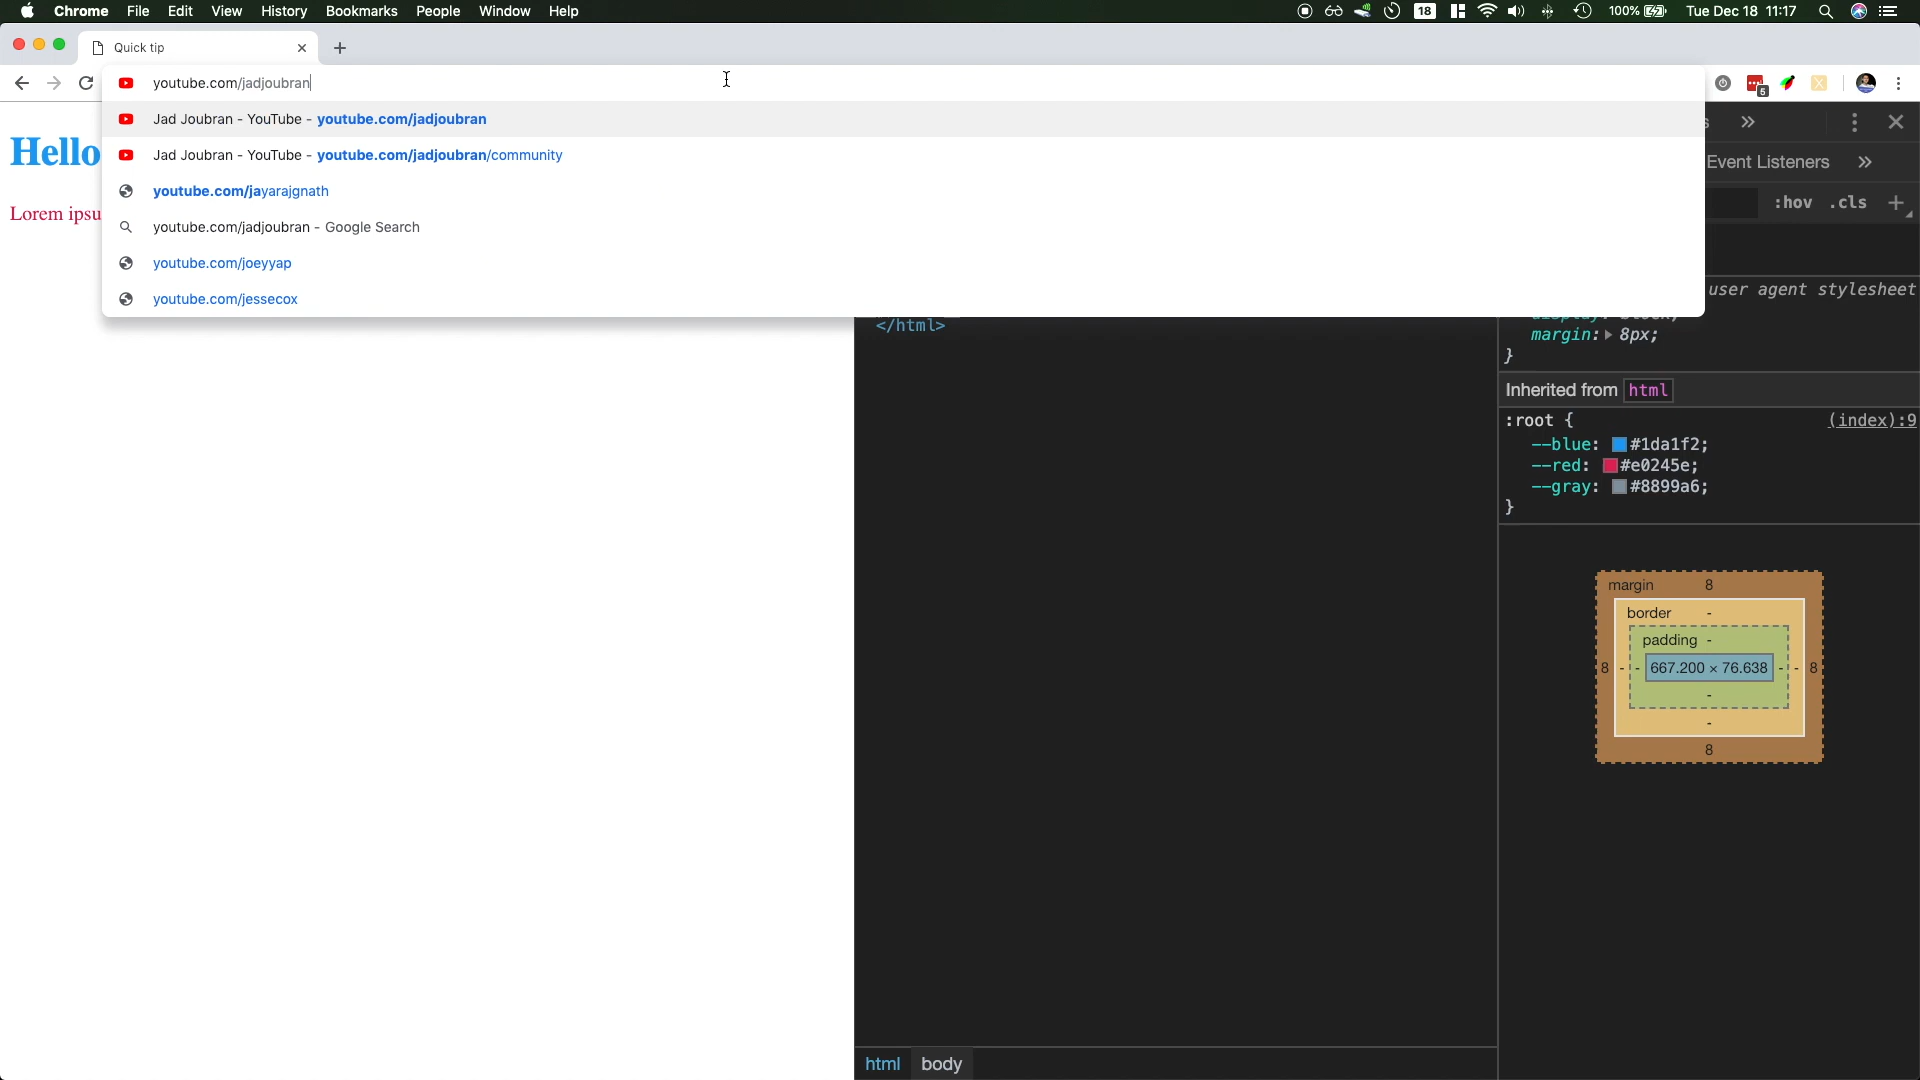 Chrome File Edit View History Bookmarks People Window Help 18 100% Tue Dec 18 11:17
Quick tip
youtube.com/jadjoubran
5
Jad Joubran - YouTube - youtube.com/jadjoubran
Jad Joubran - YouTube - youtube.com/jadjoubran/community
youtube.com/jayarajgnath
youtube.com/jadjoubran - Google Search
youtube.com/joeyyap
youtube.com/jessecox
Hello
Lorem ipsu
</html>
s
Event Listeners
:hov .cls
user agent stylesheet
margin: 8px;
}
Inherited from html
:root { (index):9
--blue: #1da1f2;
--red: #e0245e;
--gray: #8899a6;
}
margin 8
border -
padding -
8 - - 667.200 × 76.638 - - 8
-
-
8
html body